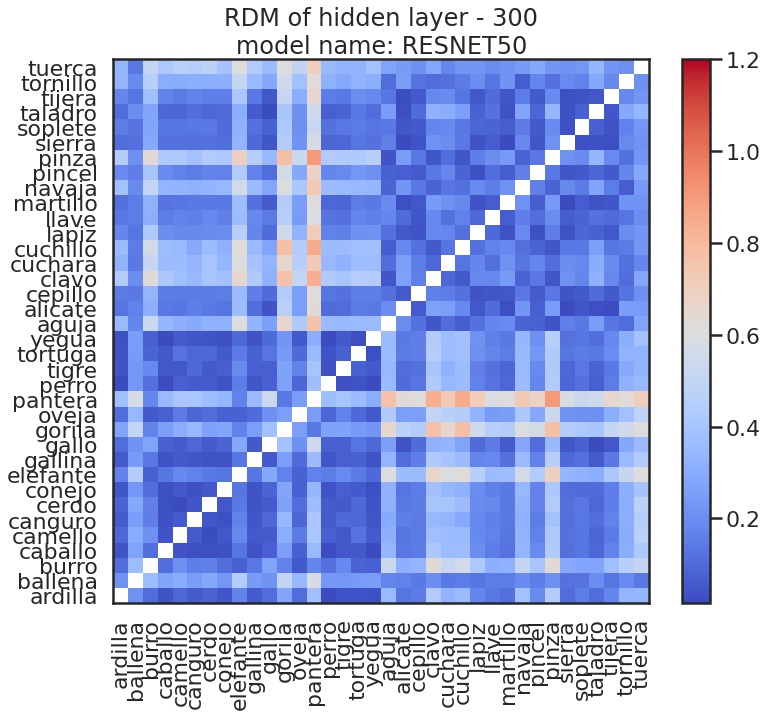 RDM of hidden layer - 300
model name: RESNET50
tuerca
tornillo
tijera
taladro
soplete
sierra
pinza
pincel
navaja
martillo
llave
lapiz
cuchillo
cuchara
clavo
cepillo
alicate
aguja
yegua
tortuga
tigre
perro
pantera
oveja
gorila
gallo
gallina
elefante
conejo
cerdo
canguro
camello
caballo
burro
ballena
ardilla
1.2
1.0
0.8
0.6
0.4
0.2
ardilla
ballena
burro
caballo
camello
canguro
cerdo
conejo
elefante
gallina
gallo
gorila
oveja
pantera
perro
tigre
tortuga
yegua
aguja
alicate
cepillo
clavo
cuchara
cuchillo
lapiz
llave
martillo
navaja
pincel
pinza
sierra
soplete
taladro
tijera
tornillo
tuerca